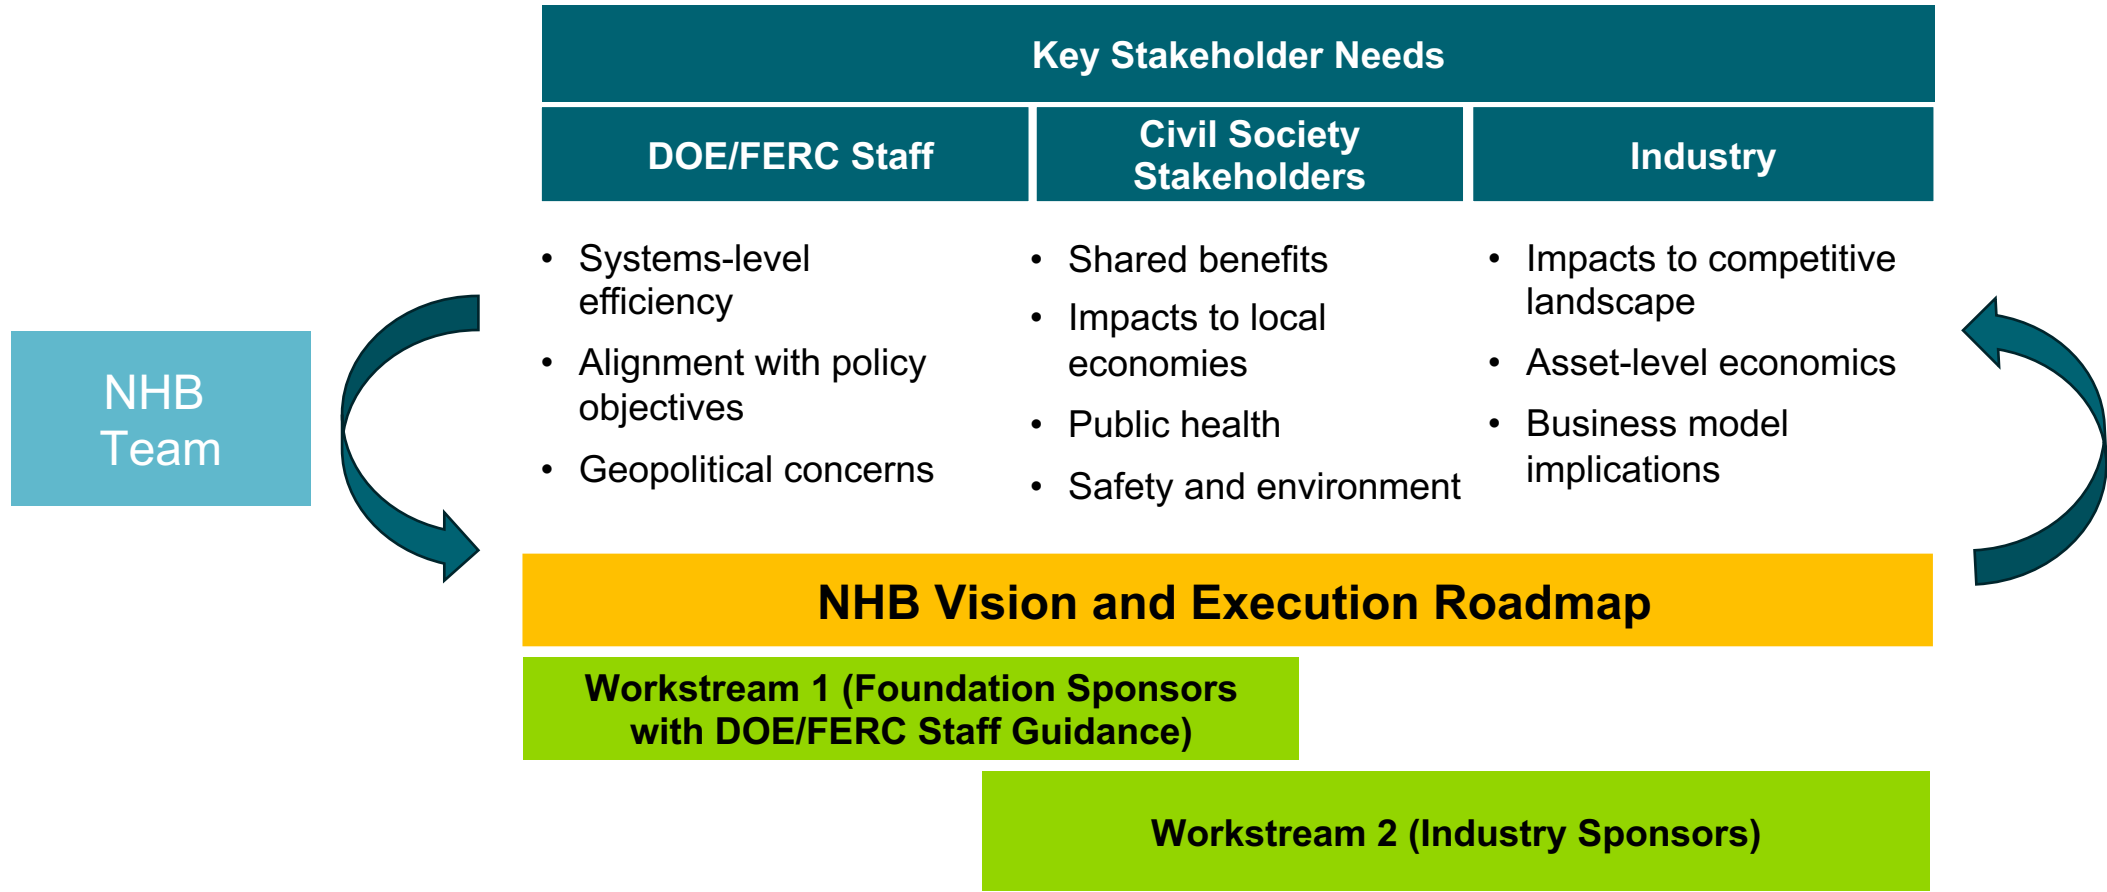 Key Stakeholder Needs
DOE/FERC Staff
Civil Society
Stakeholders
Industry
• Systems-level
efficiency
• Alignment with policy
objectives
• Geopolitical concerns
• Shared benefits
• Impacts to local
economies
• Public health
• Safety and environment
• Impacts to competitive
landscape
• Asset-level economics
• Business model
implications
NHB
Team
NHB Vision and Execution Roadmap
Workstream 1 (Foundation Sponsors
with DOE/FERC Staff Guidance)
Workstream 2 (Industry Sponsors)